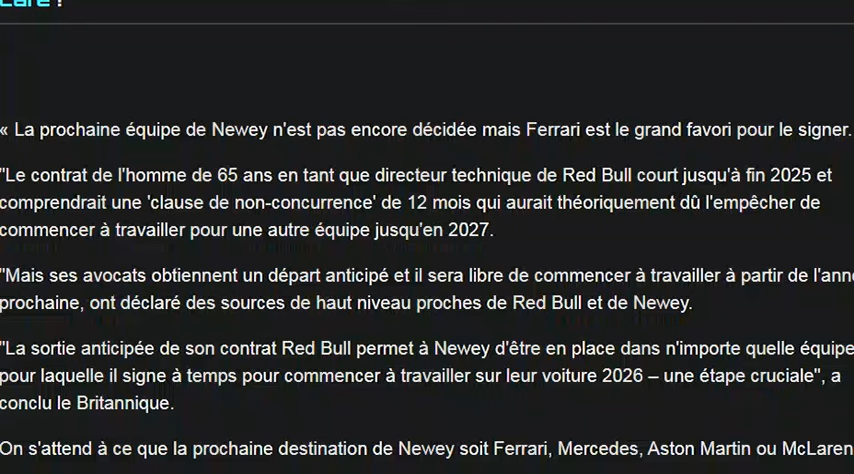 « La prochaine équipe de Newey n'est pas encore décidée mais Ferrari est le grand favori pour le signer.
"Le contrat de l'homme de 65 ans en tant que directeur technique de Red Bull court jusqu'à fin 2025 et
comprendrait une 'clause de non-concurrence' de 12 mois qui aurait théoriquement dû l'empêcher de
commencer à travailler pour une autre équipe jusqu'en 2027.
"Mais ses avocats obtiennent un départ anticipé et il sera libre de commencer à travailler à partir de l'anné
prochaine, ont déclaré des sources de haut niveau proches de Red Bull et de Newey.
"La sortie anticipée de son contrat Red Bull permet à Newey d'être en place dans n'importe quelle équipe
pour laquelle il signe à temps pour commencer à travailler sur leur voiture 2026 – une étape cruciale", a
conclu le Britannique.
On s'attend à ce que la prochaine destination de Newey soit Ferrari, Mercedes, Aston Martin ou McLaren